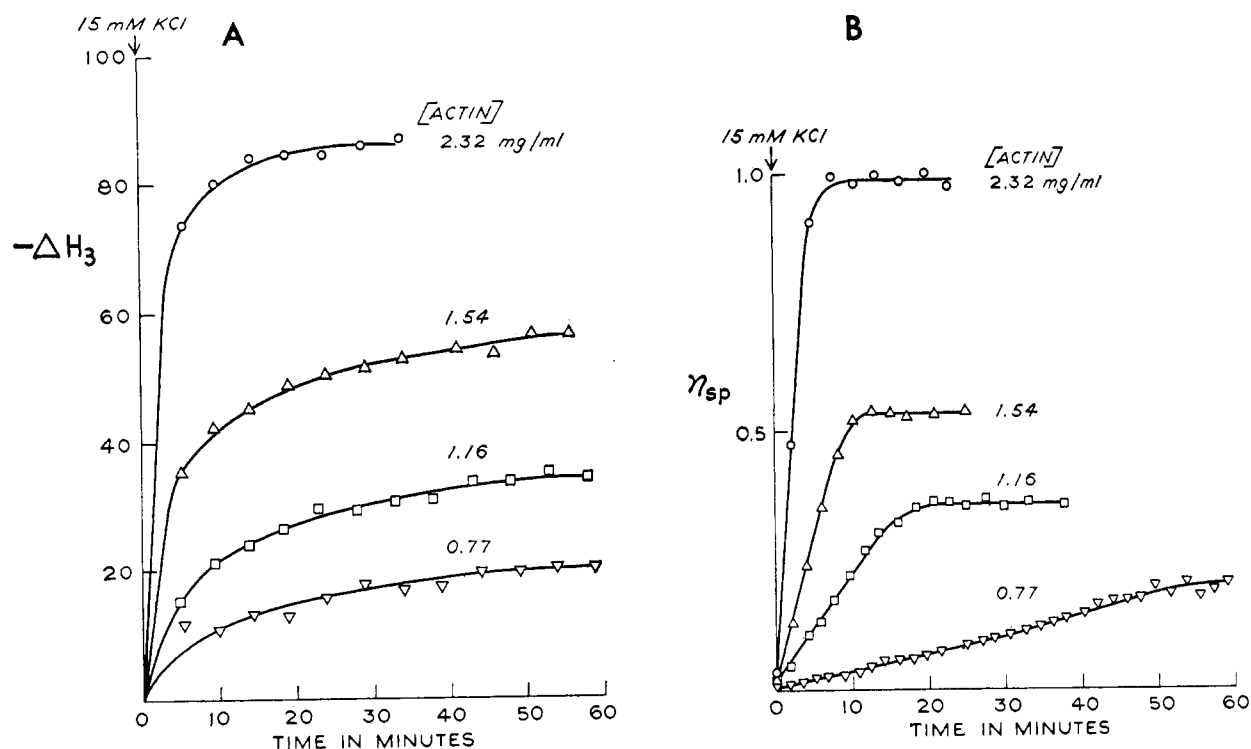 15 mM KCl
A
100
80
60
40
20
−ΔH₃
[ACTIN]
2.32 mg/ml
1.54
1.16
0.77
0 10 20 30 40 50 60
TIME IN MINUTES
B
15 mM KCl
1.0
0.5
ηsp
[ACTIN]
2.32 mg/ml
1.54
1.16
0.77
0 10 20 30 40 50 60
TIME IN MINUTES